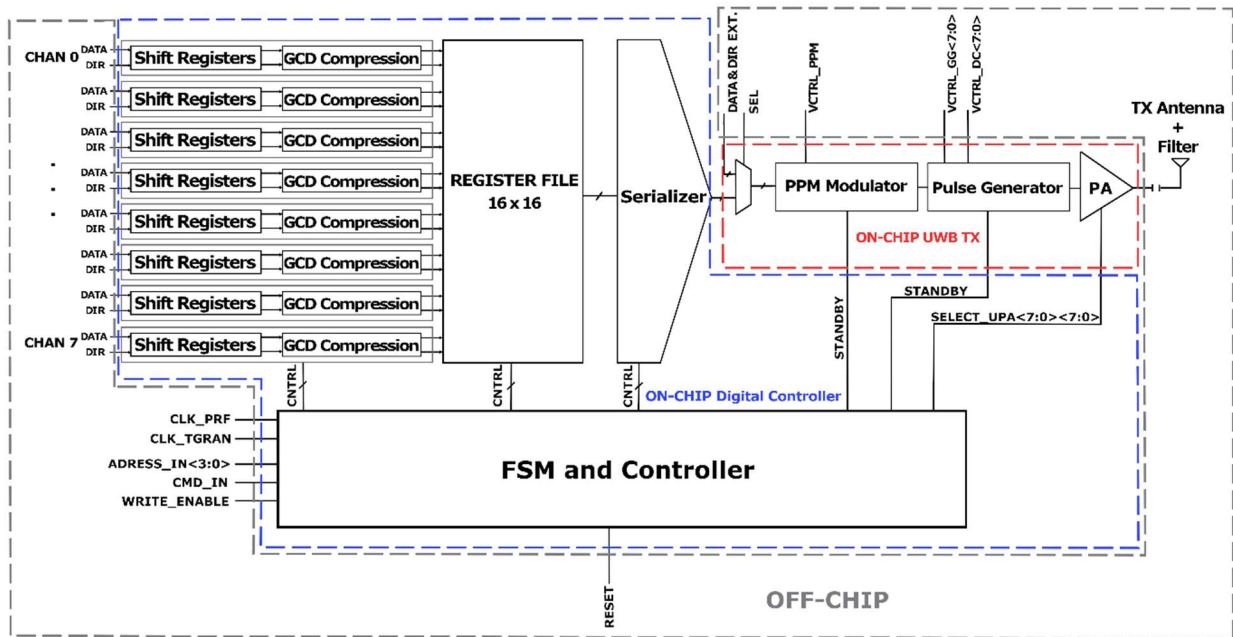 CHAN 0
DATA
DIR
Shift Registers
GCD Compression
DATA
DIR
Shift Registers
GCD Compression
DATA
DIR
Shift Registers
GCD Compression
DATA
DIR
Shift Registers
GCD Compression
DATA
DIR
Shift Registers
GCD Compression
DATA
DIR
Shift Registers
GCD Compression
DATA
DIR
Shift Registers
GCD Compression
CHAN 7
DATA
DIR
Shift Registers
GCD Compression
REGISTER FILE
16 x 16
Serializer
DATA & DIR EXT.
SEL
VCTRL_PPM
VCTRL_GG<7:0>
VCTRL_DC<7:0>
TX Antenna
+
Filter
PPM Modulator
Pulse Generator
PA
ON-CHIP UWB TX
STANDBY
STANDBY
SELECT_UPA<7:0><7:0>
CNTRL
CNTRL
CNTRL
ON-CHIP Digital Controller
CLK_PRF
CLK_TGRAN
ADRESS_IN<3:0>
CMD_IN
WRITE_ENABLE
FSM and Controller
RESET
OFF-CHIP